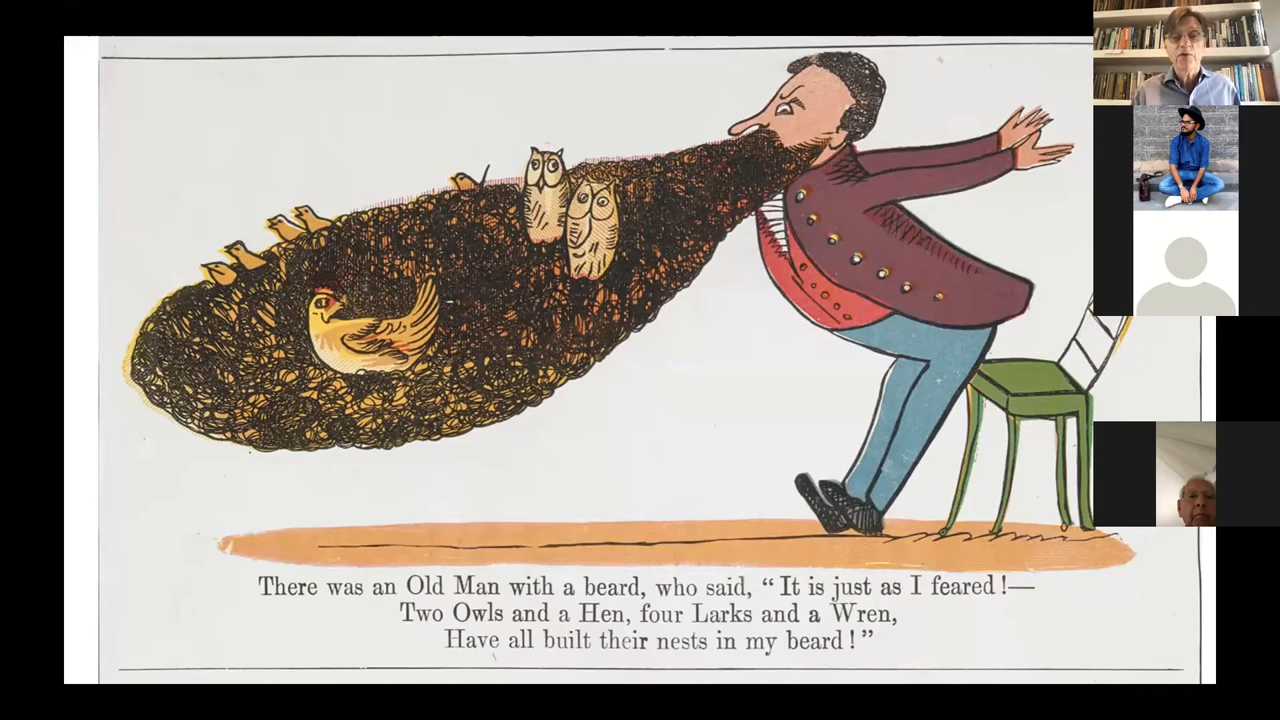 There was an Old Man with a beard, who said, “It is just as I feared!—
Two Owls and a Hen, four Larks and a Wren,
Have all built their nests in my beard!”